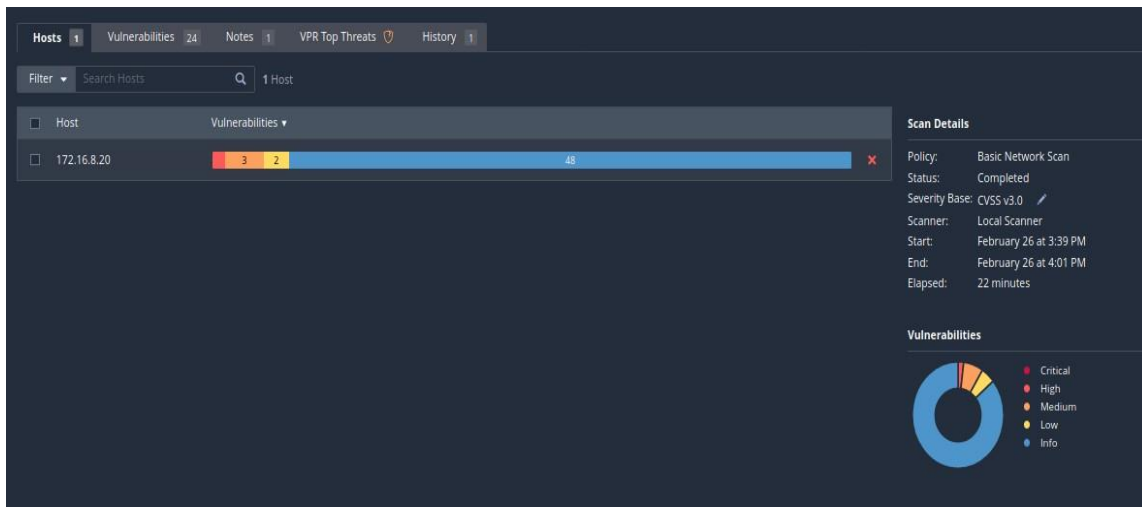 Hosts 1 Vulnerabilities 24 Notes 1 VPR Top Threats History 1
Filter Search Hosts 1 Host
Host Vulnerabilities
172.16.8.20 3 2 48
Scan Details
Policy: Basic Network Scan
Status: Completed
Severity Base: CVSS v3.0
Scanner: Local Scanner
Start: February 26 at 3:39 PM
End: February 26 at 4:01 PM
Elapsed: 22 minutes
Vulnerabilities
Critical
High
Medium
Low
Info